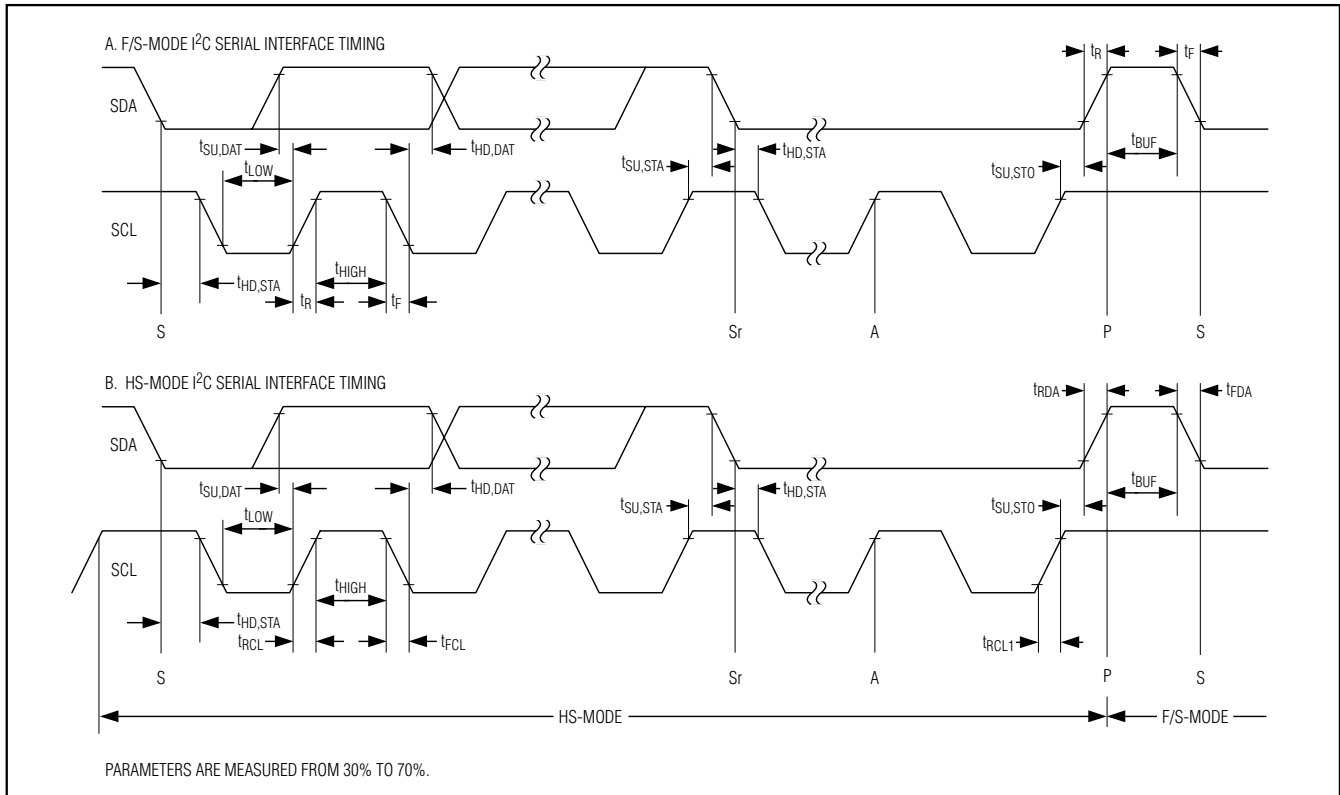 A. F/S-MODE I2C SERIAL INTERFACE TIMING
tR
tF
SDA
tSU,DAT
tHD,DAT
tLOW
tSU,STA
tHD,STA
tSU,STO
tBUF
SCL
tHD,STA
tHIGH
tR
tF
S
Sr
A
P
S
B. HS-MODE I2C SERIAL INTERFACE TIMING
tRDA
tFDA
SDA
tSU,DAT
tHD,DAT
tLOW
tSU,STA
tHD,STA
tSU,STO
tBUF
SCL
tHD,STA
tHIGH
tRCL
tFCL
tRCL1
S
Sr
A
P
S
HS-MODE
F/S-MODE
PARAMETERS ARE MEASURED FROM 30% TO 70%.